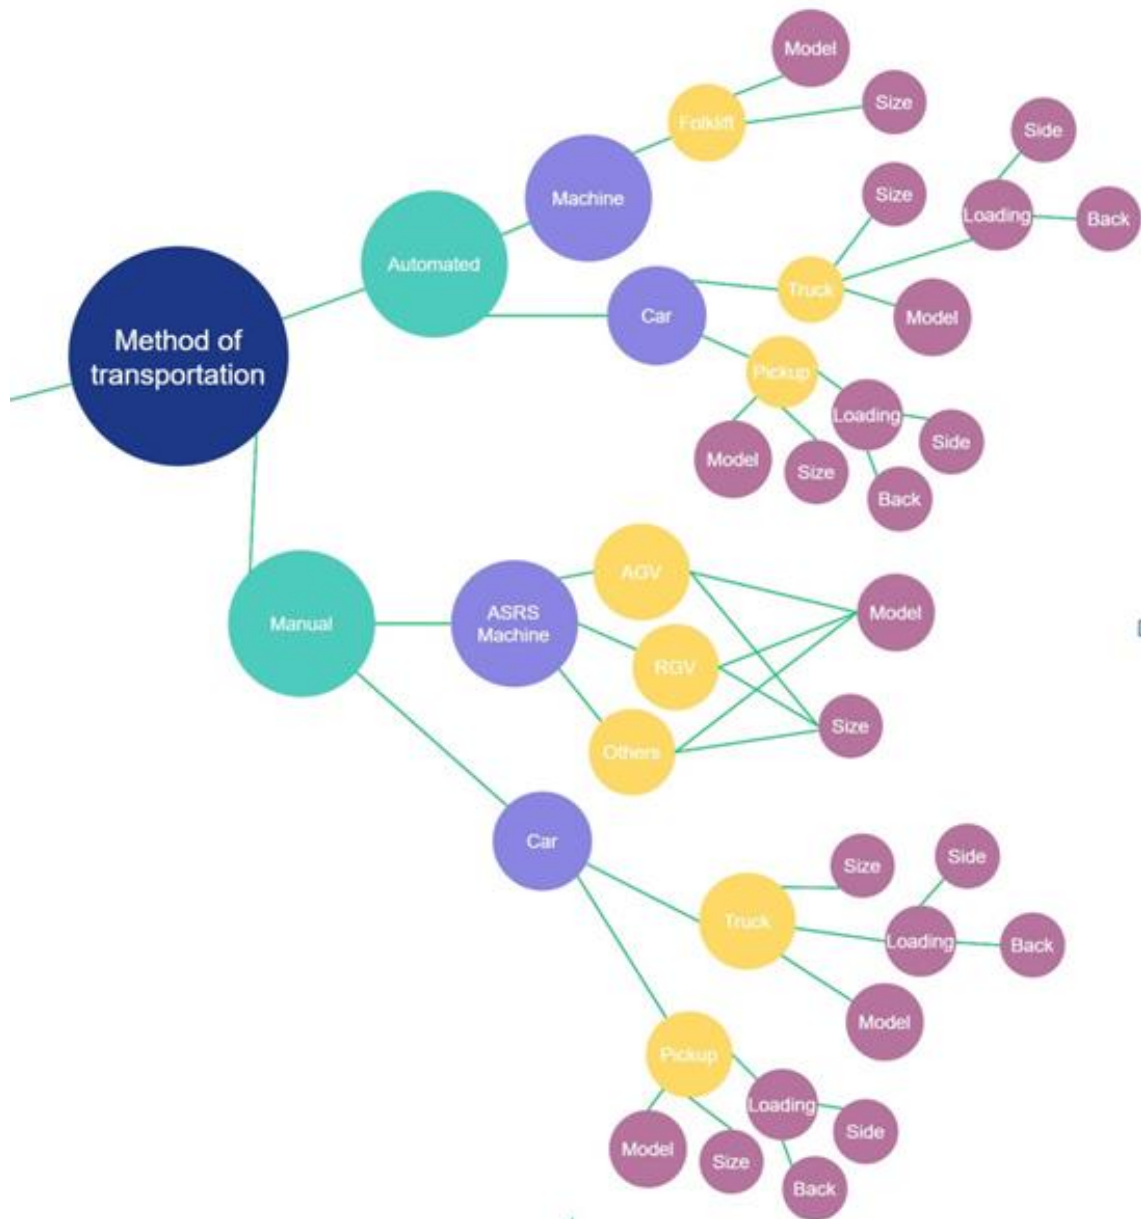 Model
Folklift
Size
Side
Machine
Size
Loading
Back
Automated
Truck
Car
Model
Method of
transportation
Pickup
Loading
Side
Model
Size
Back
AGV
ASRS
Machine
Model
Manual
RGV
Size
Others
Car
Size
Side
Truck
Loading
Back
Model
Pickup
Loading
Side
Model
Size
Back